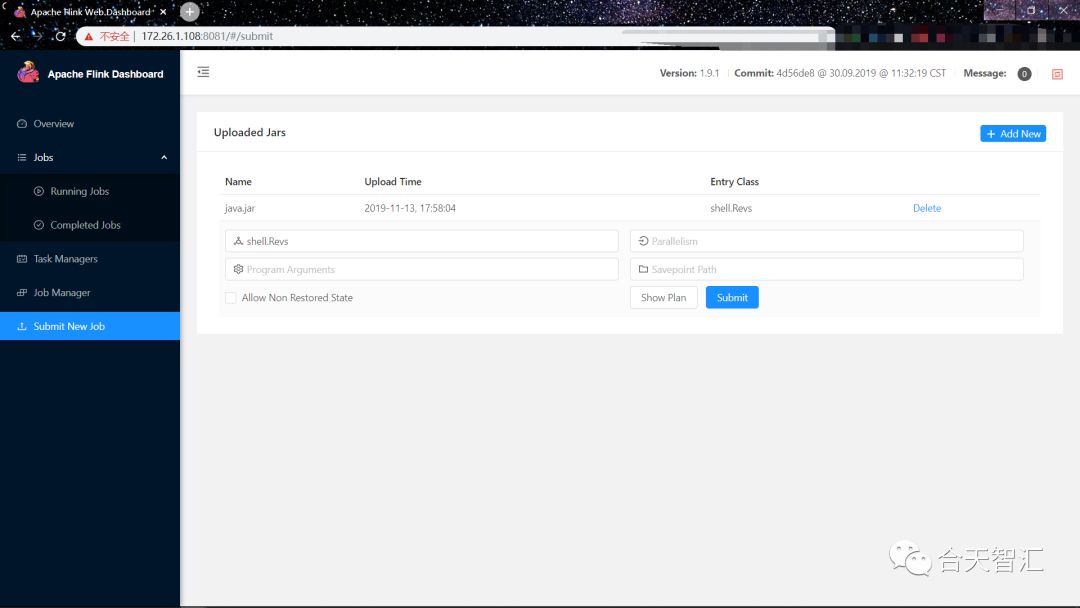 Apache Flink Web Dashboard
不安全 | 172.26.1.108:8081/#/submit
Apache Flink Dashboard
Version: 1.9.1 Commit: 4d56de8 @ 30.09.2019 @ 11:32:19 CST Message: 0
Overview
Jobs
Running Jobs
Completed Jobs
Task Managers
Job Manager
Submit New Job
Uploaded Jars
+ Add New
Name Upload Time Entry Class
java.jar 2019-11-13, 17:58:04 shell.Revs Delete
shell.Revs Parallelism
Program Arguments Savepoint Path
Allow Non Restored State Show Plan Submit
合天智汇